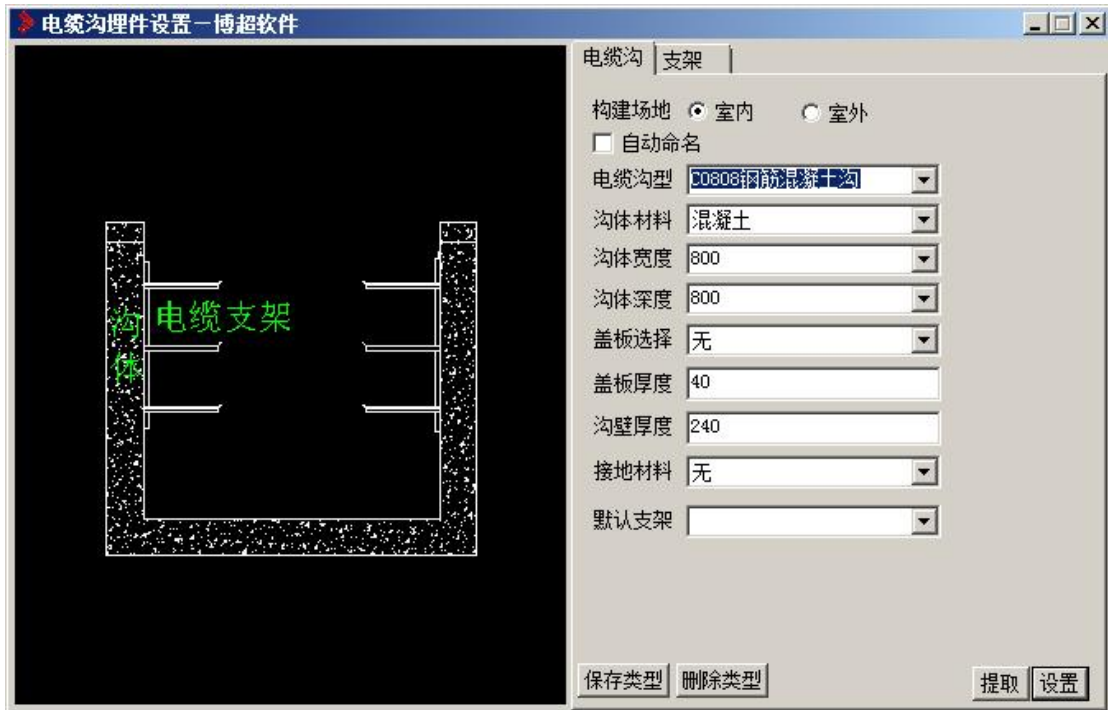 电缆沟埋件设置－博超软件
电缆沟 支架
构建场地 室内 室外
自动命名
电缆沟型 C0808钢筋混凝土沟
沟体材料 混凝土
沟体宽度 800
沟体深度 800
盖板选择 无
盖板厚度 40
沟壁厚度 240
接地材料 无
默认支架
沟体
电缆支架
保存类型 删除类型 提取 设置